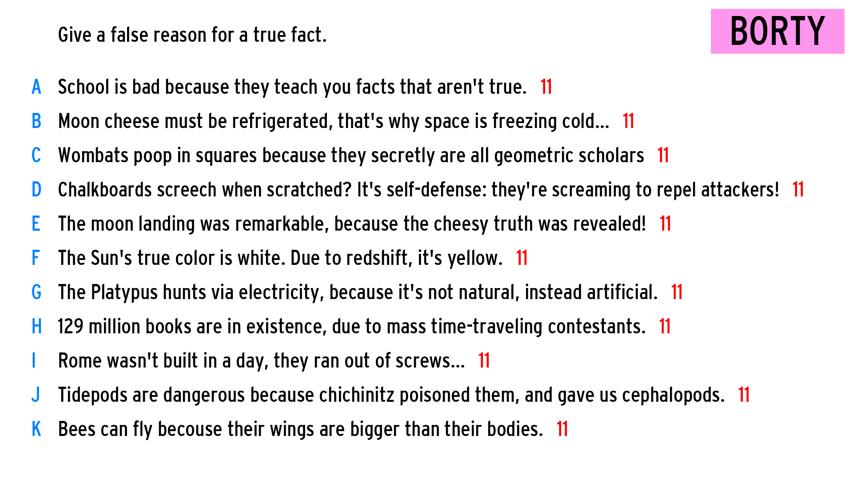 Give a false reason for a true fact.
BORTY
A School is bad because they teach you facts that aren't true. 11
B Moon cheese must be refrigerated, that's why space is freezing cold... 11
C Wombats poop in squares because they secretly are all geometric scholars 11
D Chalkboards screech when scratched? It's self-defense: they're screaming to repel attackers! 11
E The moon landing was remarkable, because the cheesy truth was revealed! 11
F The Sun's true color is white. Due to redshift, it's yellow. 11
G The Platypus hunts via electricity, because it's not natural, instead artificial. 11
H 129 million books are in existence, due to mass time-traveling contestants. 11
I Rome wasn't built in a day, they ran out of screws... 11
J Tidepods are dangerous because chichinitz poisoned them, and gave us cephalopods. 11
K Bees can fly becouse their wings are bigger than their bodies. 11